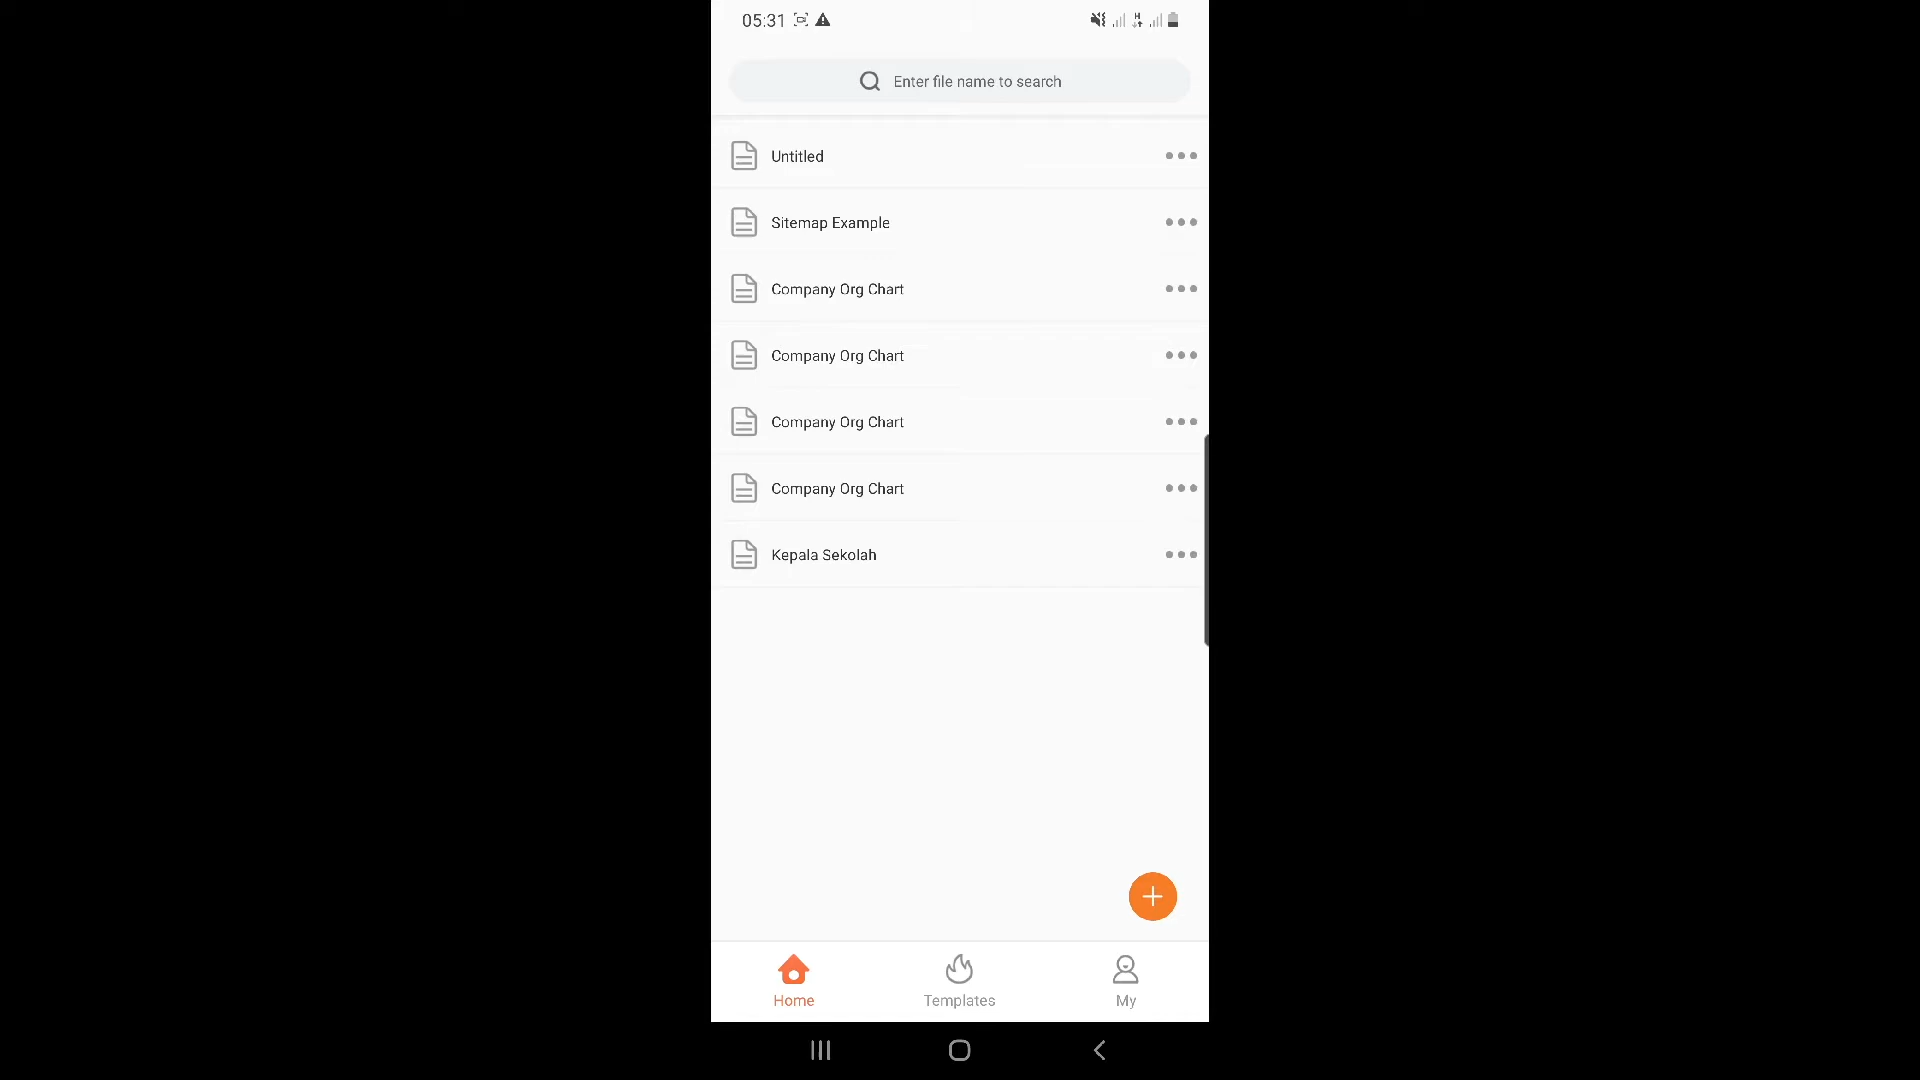 05:31
Enter file name to search
Untitled
Sitemap Example
Company Org Chart
Company Org Chart
Company Org Chart
Company Org Chart
Kepala Sekolah
Home
Templates
My